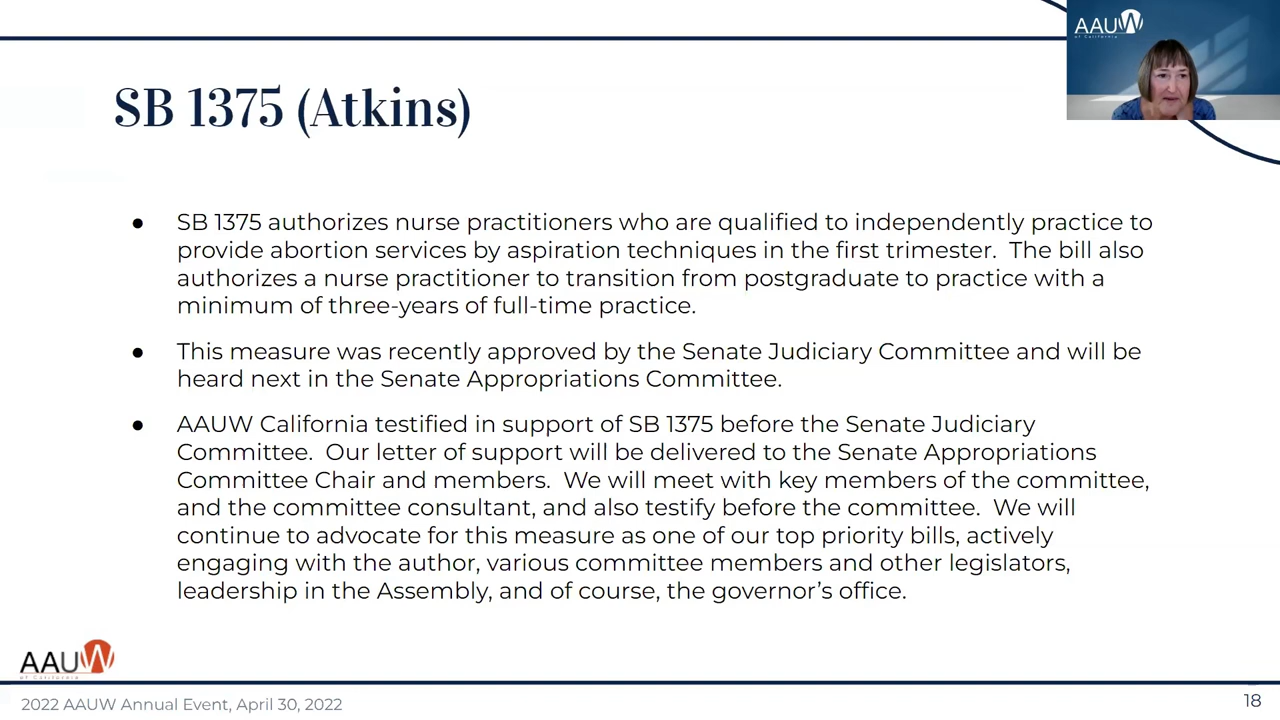 AAUW
of California
SB 1375 (Atkins)
● SB 1375 authorizes nurse practitioners who are qualified to independently practice to
provide abortion services by aspiration techniques in the first trimester.  The bill also
authorizes a nurse practitioner to transition from postgraduate to practice with a
minimum of three-years of full-time practice.
● This measure was recently approved by the Senate Judiciary Committee and will be
heard next in the Senate Appropriations Committee.
● AAUW California testified in support of SB 1375 before the Senate Judiciary
Committee.  Our letter of support will be delivered to the Senate Appropriations
Committee Chair and members.  We will meet with key members of the committee,
and the committee consultant, and also testify before the committee.  We will
continue to advocate for this measure as one of our top priority bills, actively
engaging with the author, various committee members and other legislators,
leadership in the Assembly, and of course, the governor's office.
AAUW
of California
2022 AAUW Annual Event, April 30, 2022
18